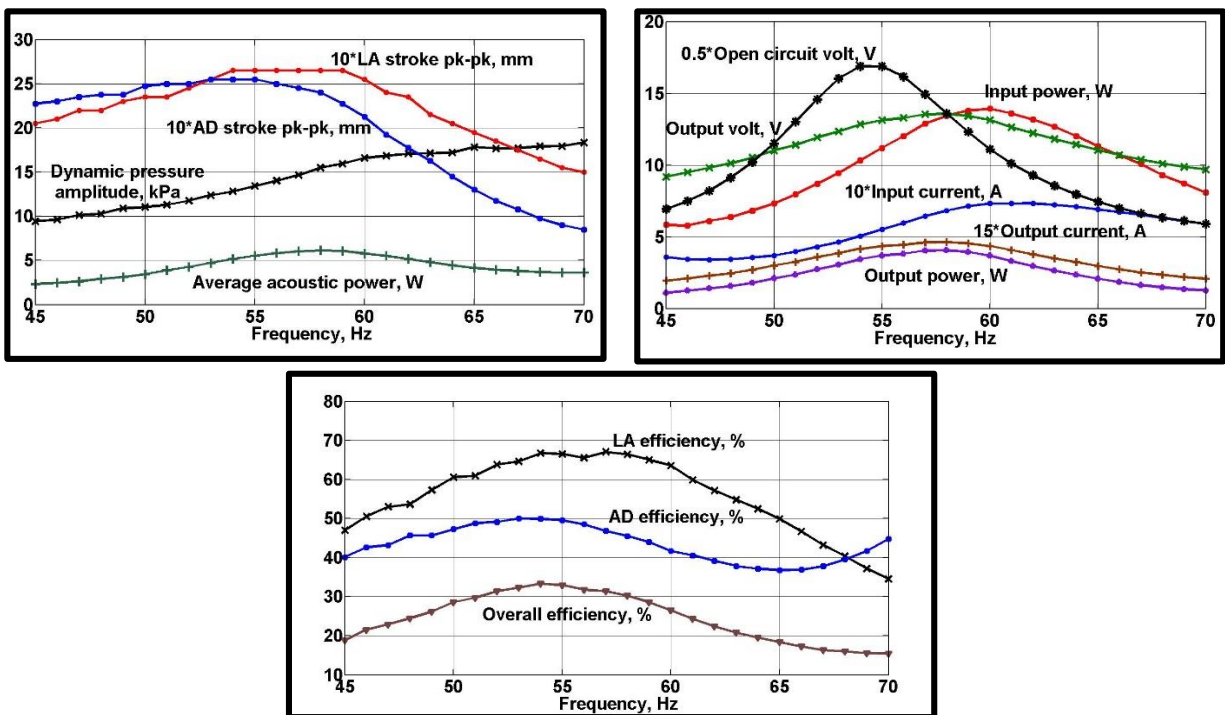 30
25
20
15
10
5
0
10*LA stroke pk-pk, mm
10*AD stroke pk-pk, mm
Dynamic pressure
amplitude, kPa
Average acoustic power, W
45 50 55 60 65 70
Frequency, Hz
20
15
10
5
0
0.5*Open circuit volt, V
Input power, W
Output volt, V
10*Input current, A
15*Output current, A
Output power, W
45 50 55 60 65 70
Frequency, Hz
80
70
60
50
40
30
20
10
LA efficiency, %
AD efficiency, %
Overall efficiency, %
45 50 55 60 65 70
Frequency, Hz